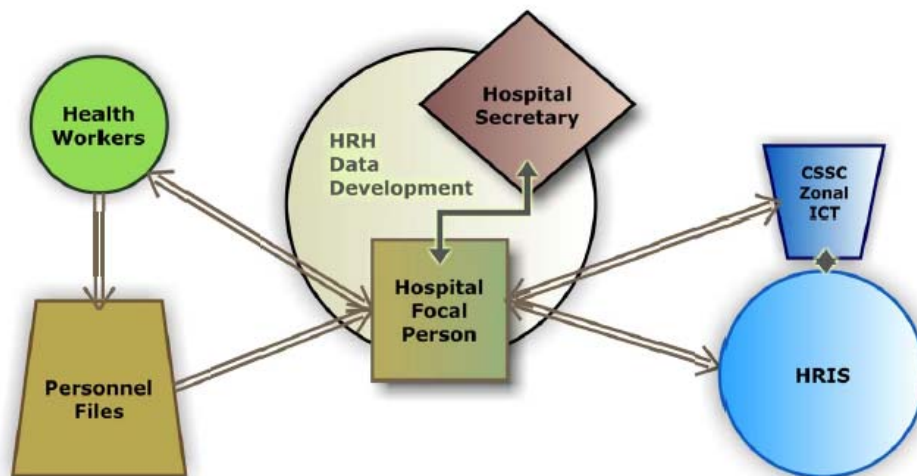 Health
Workers
Personnel
Files
HRH
Data
Development
Hospital
Secretary
Hospital
Focal
Person
CSSC
Zonal
ICT
HRIS